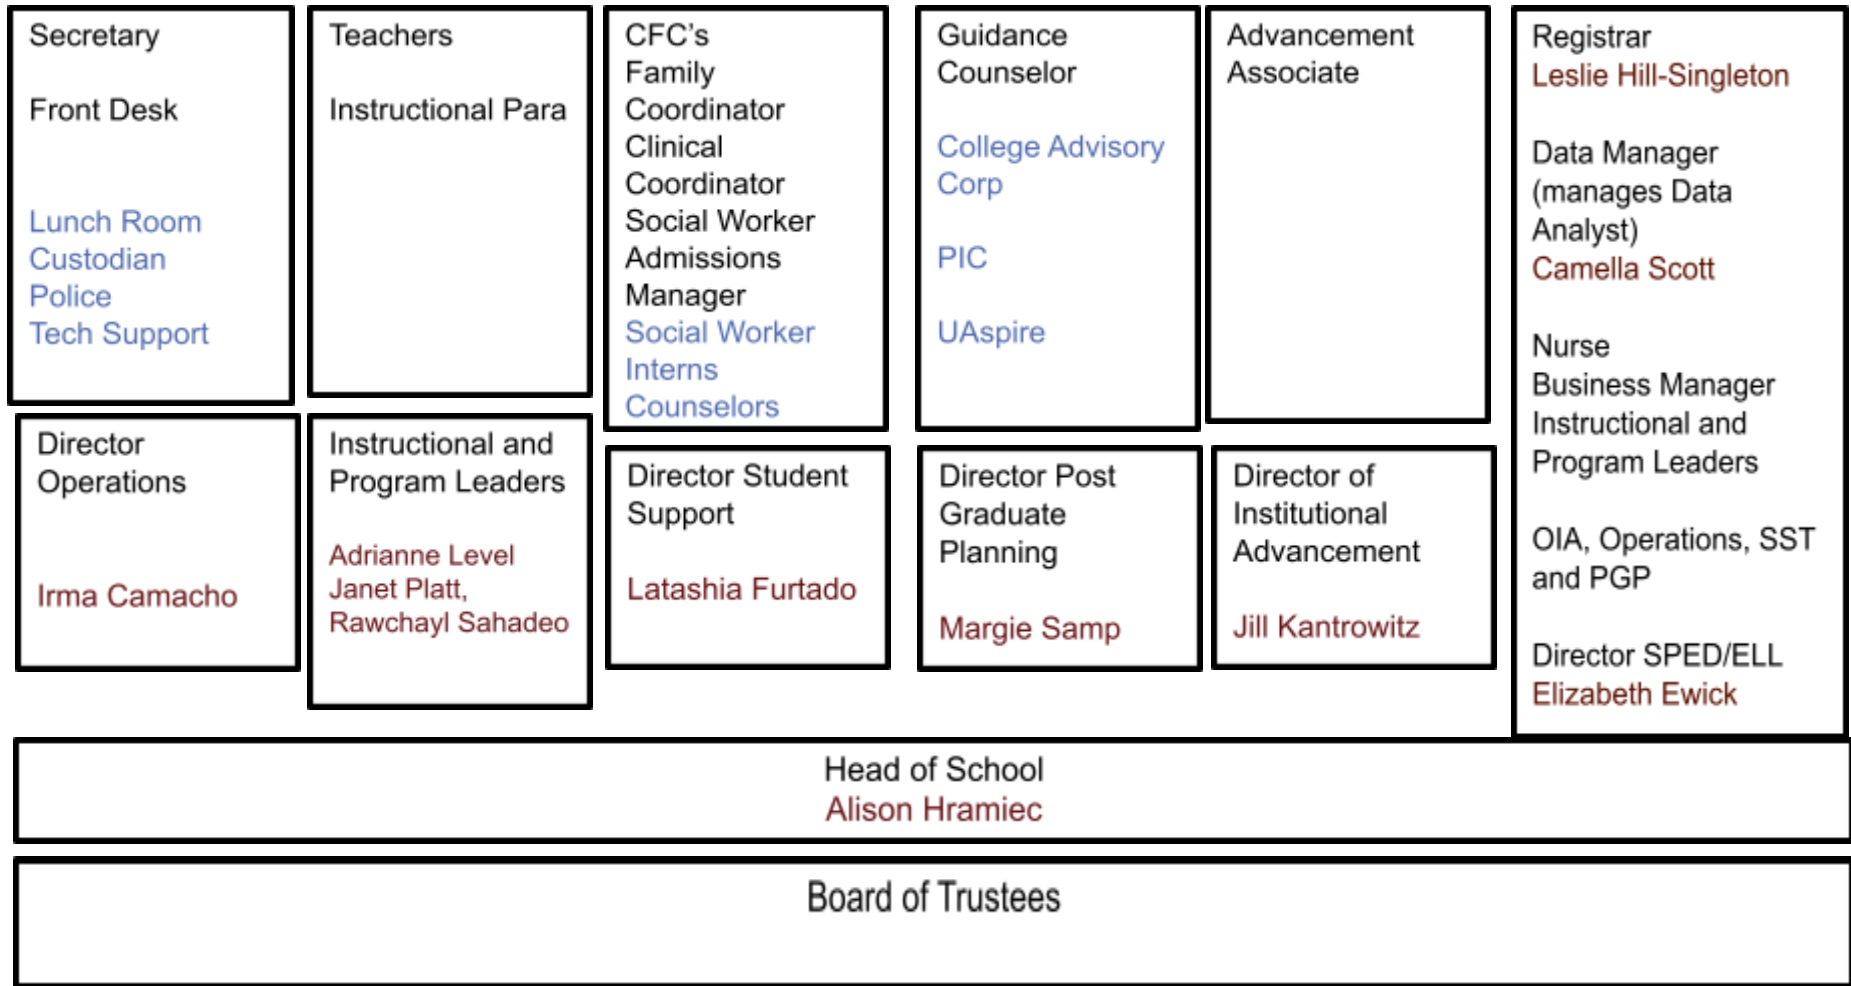 Secretary
Front Desk
Lunch Room
Custodian
Police
Tech Support
Teachers
Instructional Para
CFC’s
Family
Coordinator
Clinical
Coordinator
Social Worker
Admissions
Manager
Social Worker
Interns
Counselors
Guidance
Counselor
College Advisory
Corp
PIC
UAspire
Advancement
Associate
Registrar
Leslie Hill-Singleton
Data Manager
(manages Data
Analyst)
Camella Scott
Nurse
Business Manager
Instructional and
Program Leaders
OIA, Operations, SST
and PGP
Director SPED/ELL
Elizabeth Ewick
Director
Operations
Irma Camacho
Instructional and
Program Leaders
Adrianne Level
Janet Platt,
Rawchayl Sahadeo
Director Student
Support
Latashia Furtado
Director Post
Graduate
Planning
Margie Samp
Director of
Institutional
Advancement
Jill Kantrowitz
Head of School
Alison Hramiec
Board of Trustees